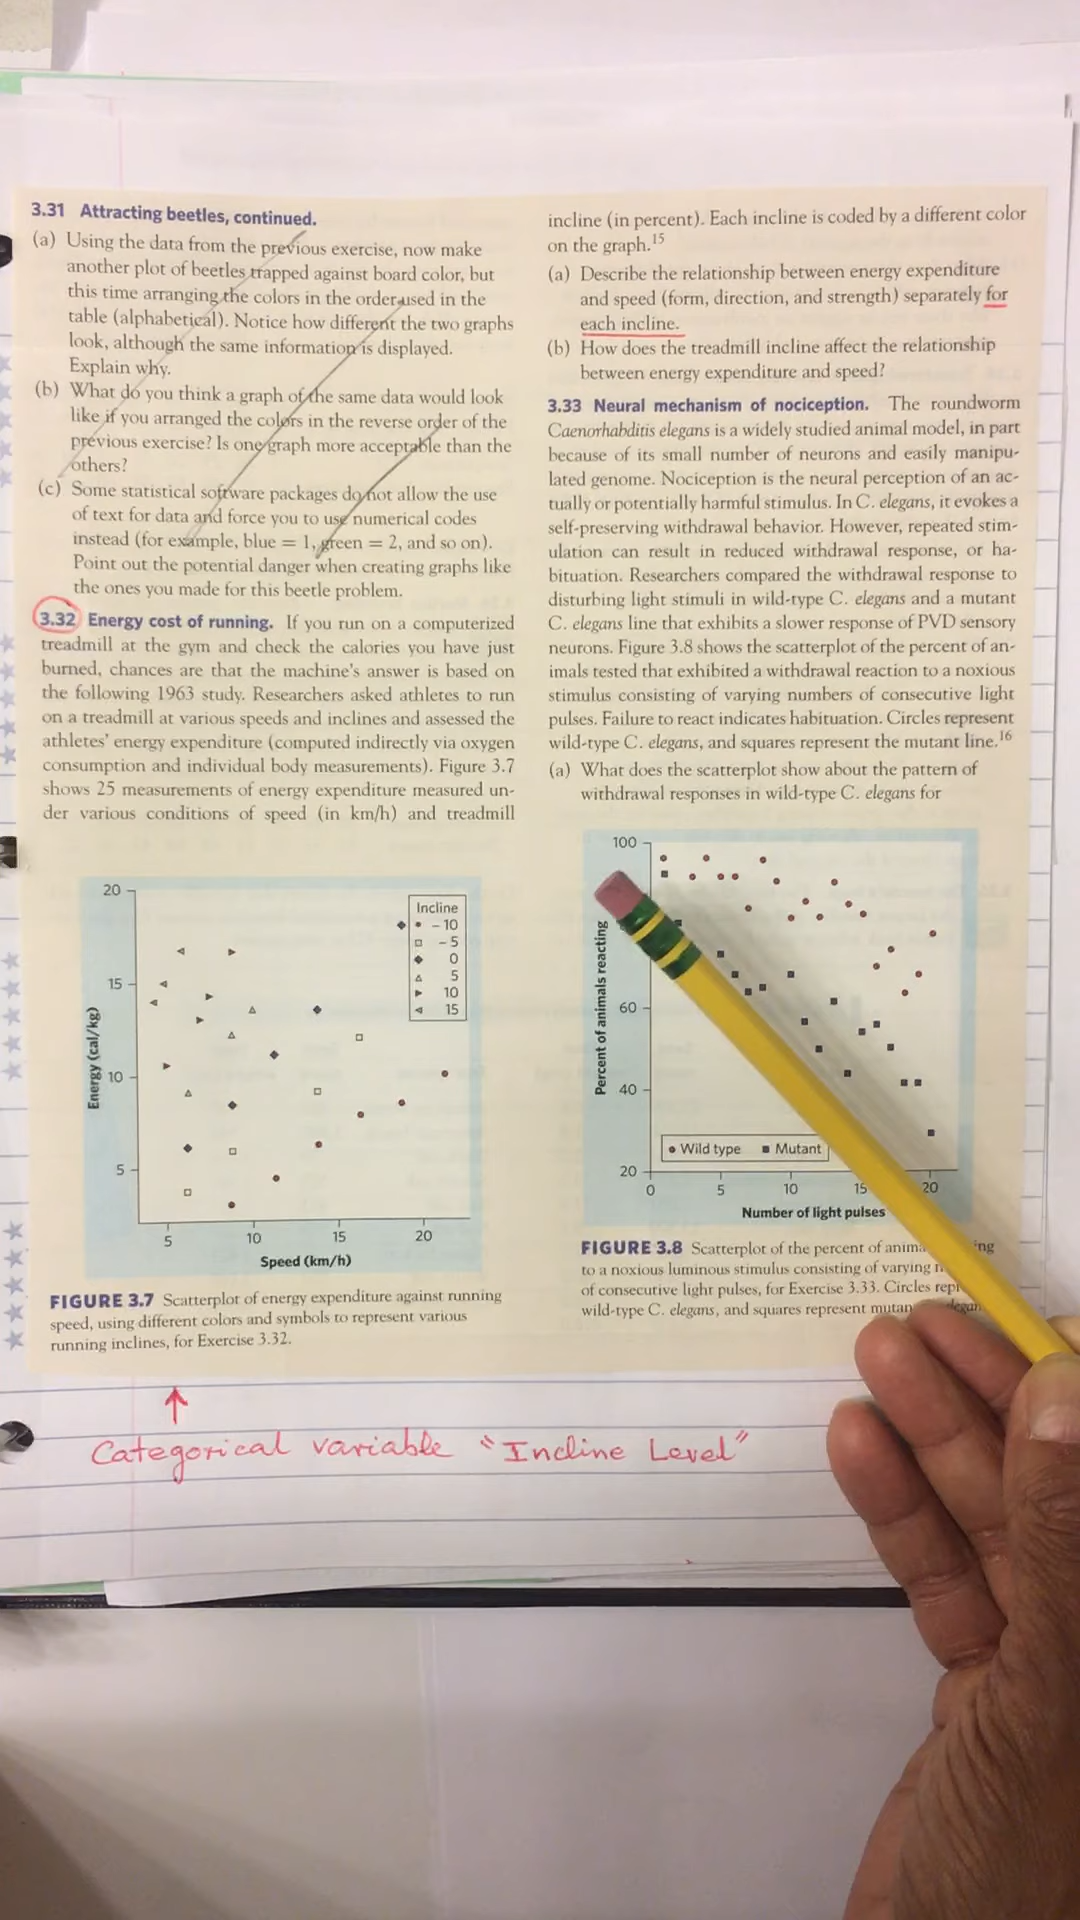 3.31 Attracting beetles, continued.
(a) Using the data from the previous exercise, now make
another plot of beetles trapped against board color, but
this time arranging the colors in the order used in the
table (alphabetical). Notice how different the two graphs
look, although the same information is displayed.
Explain why.
(b) What do you think a graph of the same data would look
like if you arranged the colors in the reverse order of the
previous exercise? Is one graph more acceptable than the
others?
(c) Some statistical software packages do not allow the use
of text for data and force you to use numerical codes
instead (for example, blue = 1, green = 2, and so on).
Point out the potential danger when creating graphs like
the ones you made for this beetle problem.
3.32 Energy cost of running. If you run on a computerized
treadmill at the gym and check the calories you have just
burned, chances are that the machine's answer is based on
the following 1963 study. Researchers asked athletes to run
on a treadmill at various speeds and inclines and assessed the
athletes' energy expenditure (computed indirectly via oxygen
consumption and individual body measurements). Figure 3.7
shows 25 measurements of energy expenditure measured un-
der various conditions of speed (in km/h) and treadmill
20
15
10
5
Energy (cal/kg)
Incline
- 10
- 5
0
5
10
15
5 10 15 20
Speed (km/h)
FIGURE 3.7 Scatterplot of energy expenditure against running
speed, using different colors and symbols to represent various
running inclines, for Exercise 3.32.
incline (in percent). Each incline is coded by a different color
on the graph.15
(a) Describe the relationship between energy expenditure
and speed (form, direction, and strength) separately for
each incline.
(b) How does the treadmill incline affect the relationship
between energy expenditure and speed?
3.33 Neural mechanism of nociception. The roundworm
Caenorhabditis elegans is a widely studied animal model, in part
because of its small number of neurons and easily manipu-
lated genome. Nociception is the neural perception of an ac-
tually or potentially harmful stimulus. In C. elegans, it evokes a
self-preserving withdrawal behavior. However, repeated stim-
ulation can result in reduced withdrawal response, or ha-
bituation. Researchers compared the withdrawal response to
disturbing light stimuli in wild-type C. elegans and a mutant
C. elegans line that exhibits a slower response of PVD sensory
neurons. Figure 3.8 shows the scatterplot of the percent of an-
imals tested that exhibited a withdrawal reaction to a noxious
stimulus consisting of varying numbers of consecutive light
pulses. Failure to react indicates habituation. Circles represent
wild-type C. elegans, and squares represent the mutant line.16
(a) What does the scatterplot show about the pattern of
withdrawal responses in wild-type C. elegans for
100
60
40
20
Percent of animals reacting
Wild type Mutant
0 5 10 15 20
Number of light pulses
FIGURE 3.8 Scatterplot of the percent of
to a noxious luminous stimulus consisting of varying
of consecutive light pulses, for Exercise 3.33. Circles
wild-type C. elegans, and squares represent
↑
Categorical variable "Incline Level"